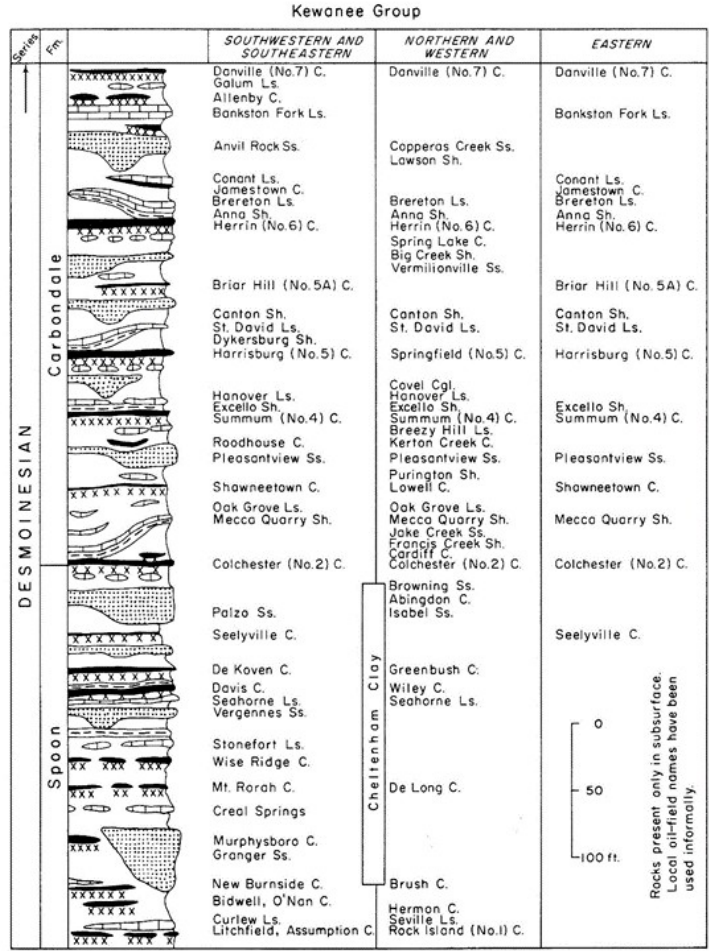 Kewanee Group
Series
Fm.
SOUTHWESTERN AND
SOUTHEASTERN
NORTHERN AND
WESTERN
EASTERN
DESMOINESIAN
Carbondale
Spoon
Danville (No.7) C.
Galum Ls.
Allenby C.
Bankston Fork Ls.
Anvil Rock Ss.
Conant Ls.
Jamestown C.
Brereton Ls.
Anna Sh.
Herrin (No.6) C.
Briar Hill (No.5A) C.
Canton Sh.
St. David Ls.
Dykersburg Sh.
Harrisburg (No.5) C.
Hanover Ls.
Excello Sh.
Summum (No.4) C.
Roodhouse C.
Pleasantview Ss.
Shawneetown C.
Oak Grove Ls.
Mecca Quarry Sh.
Colchester (No.2) C.
Palzo Ss.
Seelyville C.
De Koven C.
Davis C.
Seahorne Ls.
Vergennes Ss.
Stonefort Ls.
Wise Ridge C.
Mt. Rorah C.
Creal Springs
Murphysboro C.
Granger Ss.
New Burnside C.
Bidwell, O'Nan C.
Curlew Ls.
Litchfield, Assumption C.
Danville (No.7) C.
Copperas Creek Ss.
Lawson Sh.
Brereton Ls.
Anna Sh.
Herrin (No.6) C.
Spring Lake C.
Big Creek Sh.
Vermilionville Ss.
Canton Sh.
St. David Ls.
Springfield (No.5) C.
Covel Cgl.
Hanover Ls.
Excello Sh.
Summum (No.4) C.
Breezy Hill Ls.
Kerton Creek C.
Pleasantview Ss.
Purington Sh.
Lowell C.
Oak Grove Ls.
Mecca Quarry Sh.
Jake Creek Ss.
Francis Creek Sh.
Cardiff C.
Colchester (No.2) C.
Browning Ss.
Abingdon C.
Isabel Ss.
Greenbush C.
Wiley C.
Seahorne Ls.
De Long C.
Brush C.
Hermon C.
Seville Ls.
Rock Island (No.1) C.
Cheltenham Clay
Danville (No.7) C.
Bankston Fork Ls.
Conant Ls.
Jamestown C.
Brereton Ls.
Anna Sh.
Herrin (No.6) C.
Briar Hill (No.5A) C.
Canton Sh.
St. David Ls.
Harrisburg (No.5) C.
Excello Sh.
Summum (No.4) C.
Pleasantview Ss.
Shawneetown C.
Mecca Quarry Sh.
Colchester (No.2) C.
Seelyville C.
0
50
100 ft.
Rocks present only in subsurface.
Local oil-field names have been
used informally.